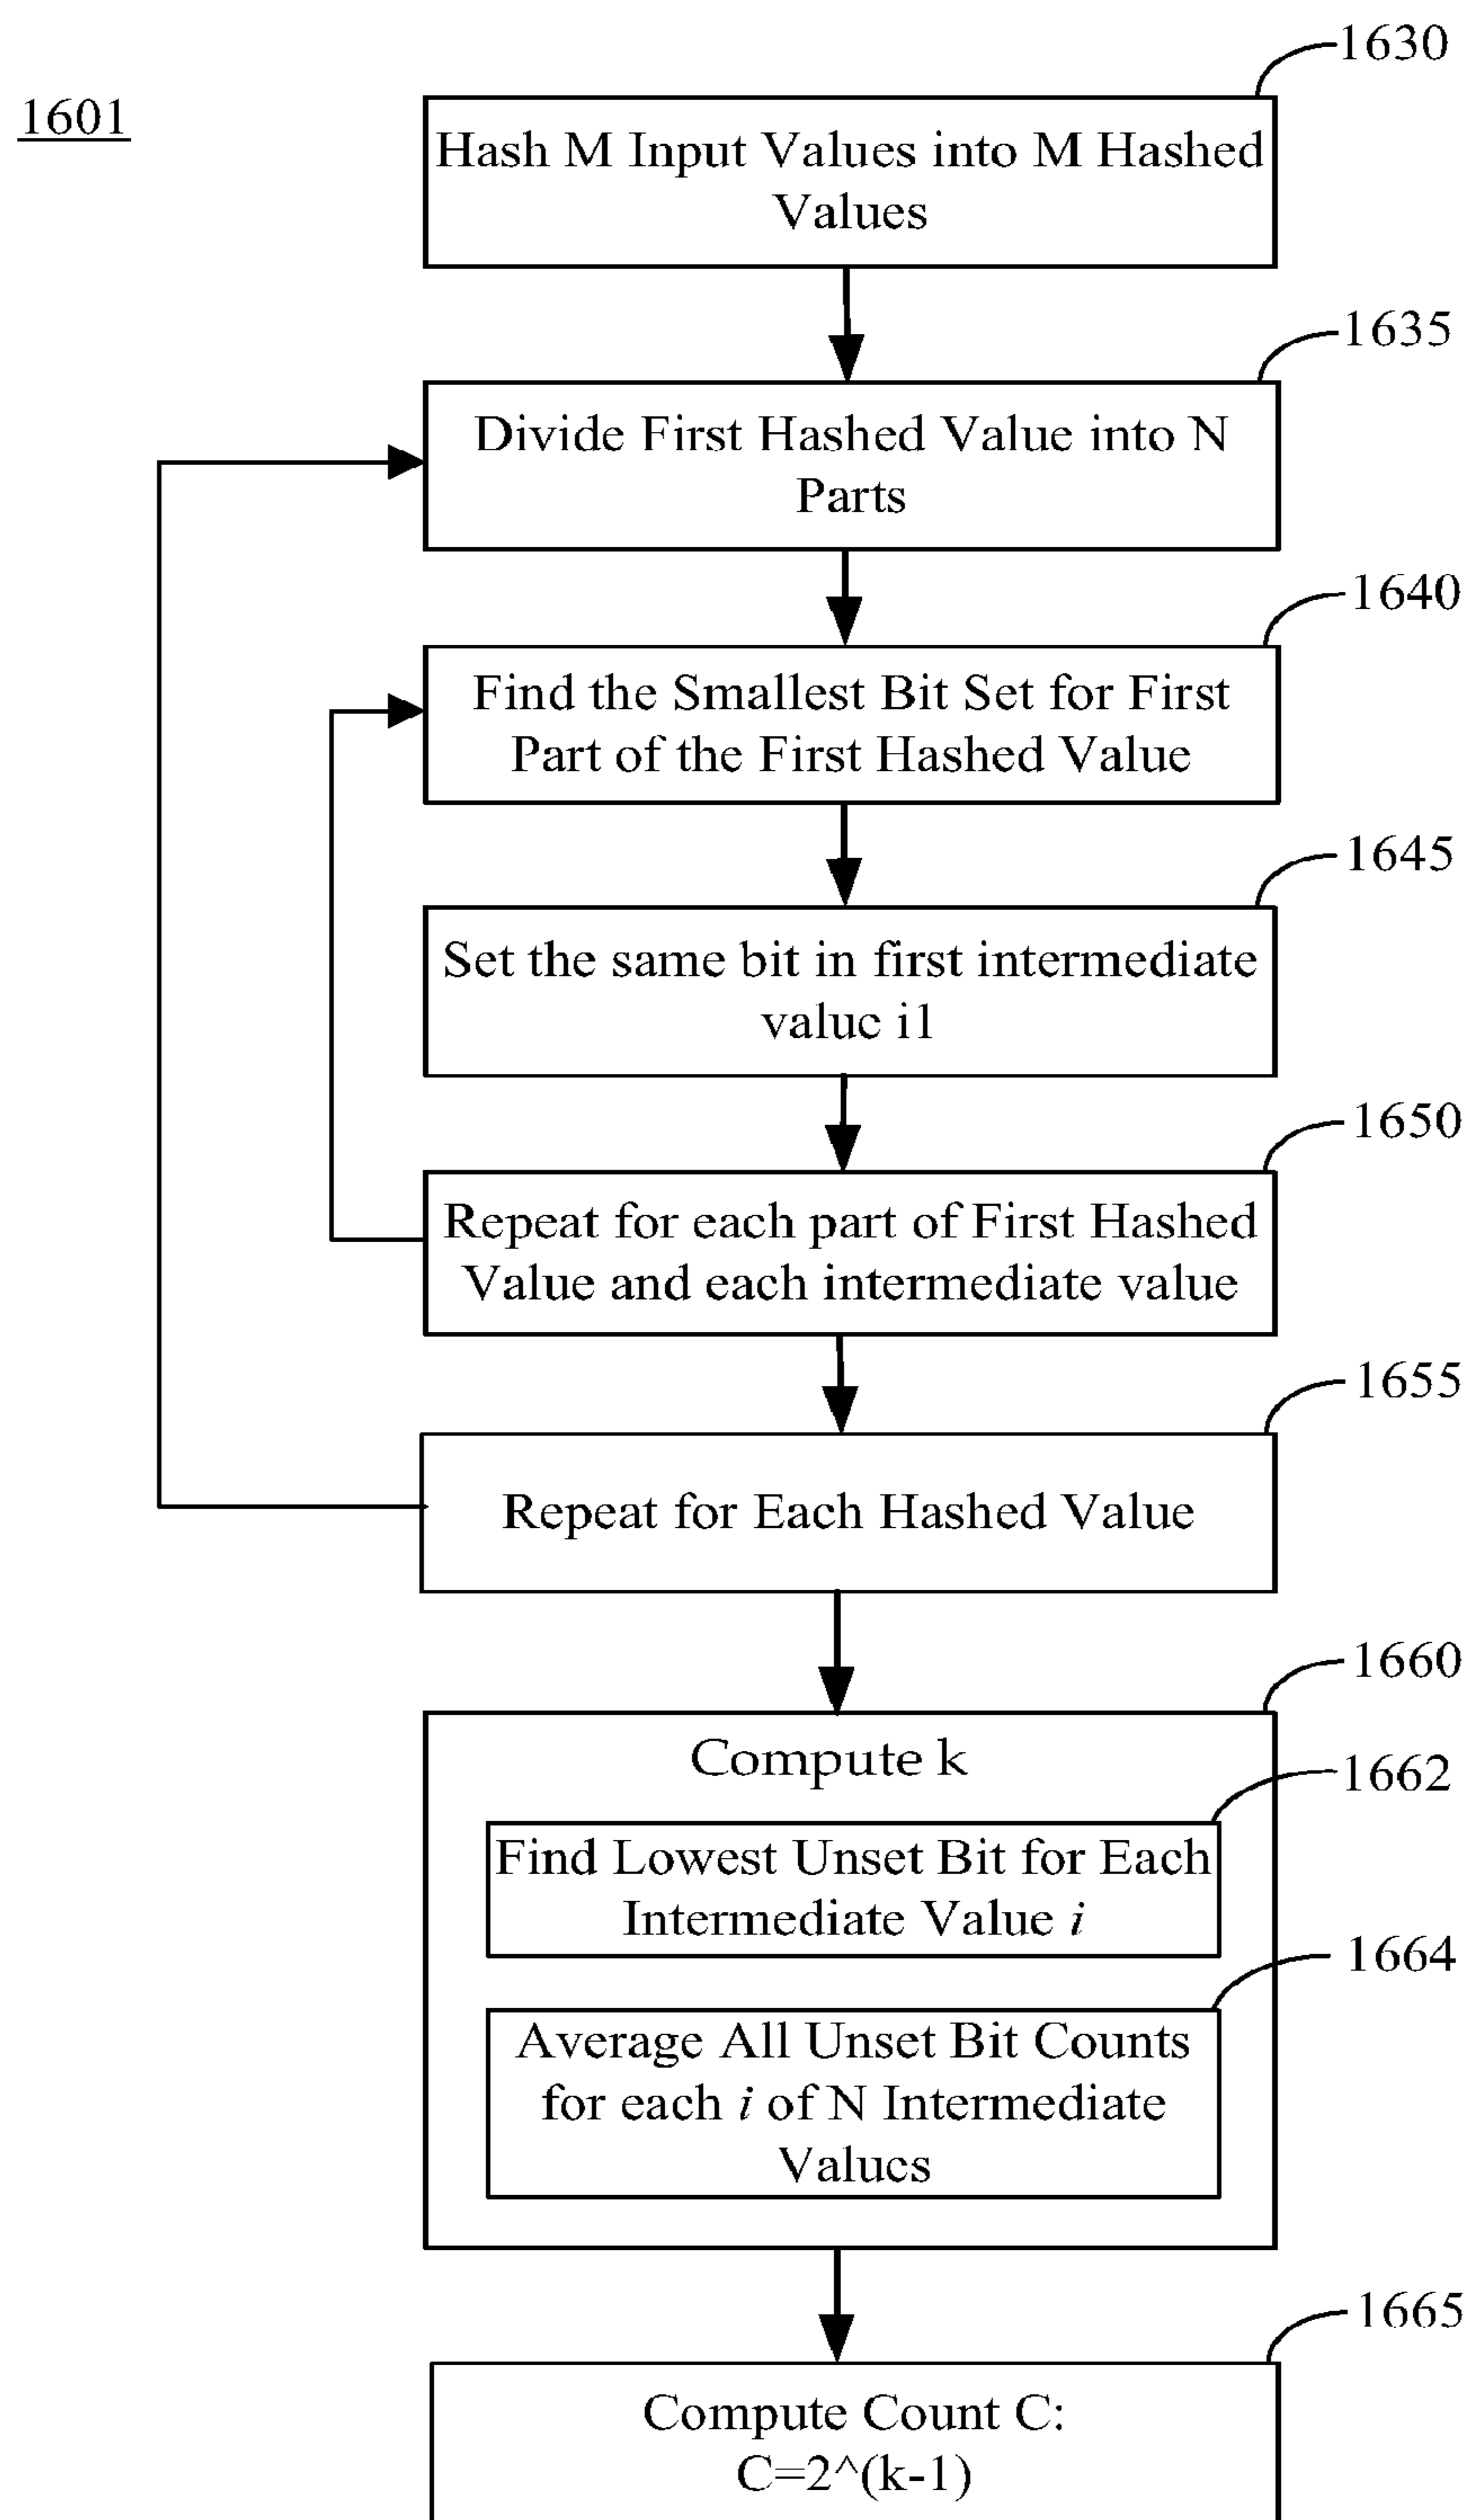 1601
1630
Hash M Input Values into M Hashed
Values
1635
Divide First Hashed Value into N
Parts
1640
Find the Smallest Bit Set for First
Part of the First Hashed Value
1645
Set the same bit in first intermediate
value i1
1650
Repeat for each part of First Hashed
Value and each intermediate value
1655
Repeat for Each Hashed Value
1660
Compute k
1662
Find Lowest Unset Bit for Each
Intermediate Value i
1664
Average All Unset Bit Counts
for each i of N Intermediate
Values
1665
Compute Count C:
C=2^(k-1)